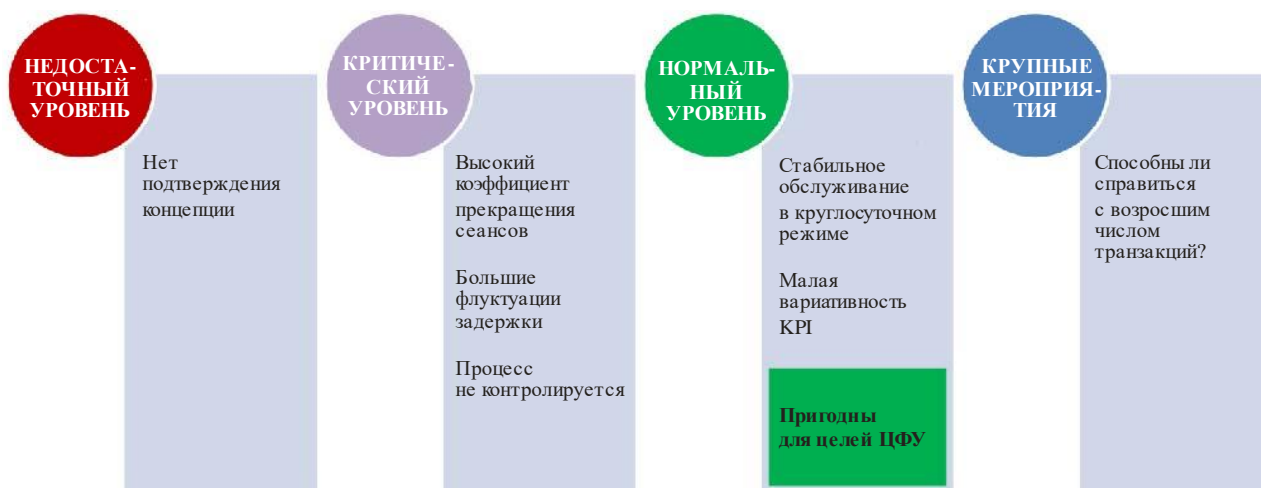 НЕДОСТА-
ТОЧНЫЙ
УРОВЕНЬ
Нет
подтверждения
концепции
КРИТИЧЕ-
СКИЙ
УРОВЕНЬ
Высокий
коэффициент
прекращения
сеансов
Большие
флуктуации
задержки
Процесс
не контролируется
НОРМАЛЬ-
НЫЙ
УРОВЕНЬ
Стабильное
обслуживание
в круглосуточном
режиме
Малая
вариативность
KPI
Пригодны
для целей ЦФУ
КРУПНЫЕ
МЕРОПРИЯ-
ТИЯ
Способны ли
справиться
с возросшим
числом
транзакций?